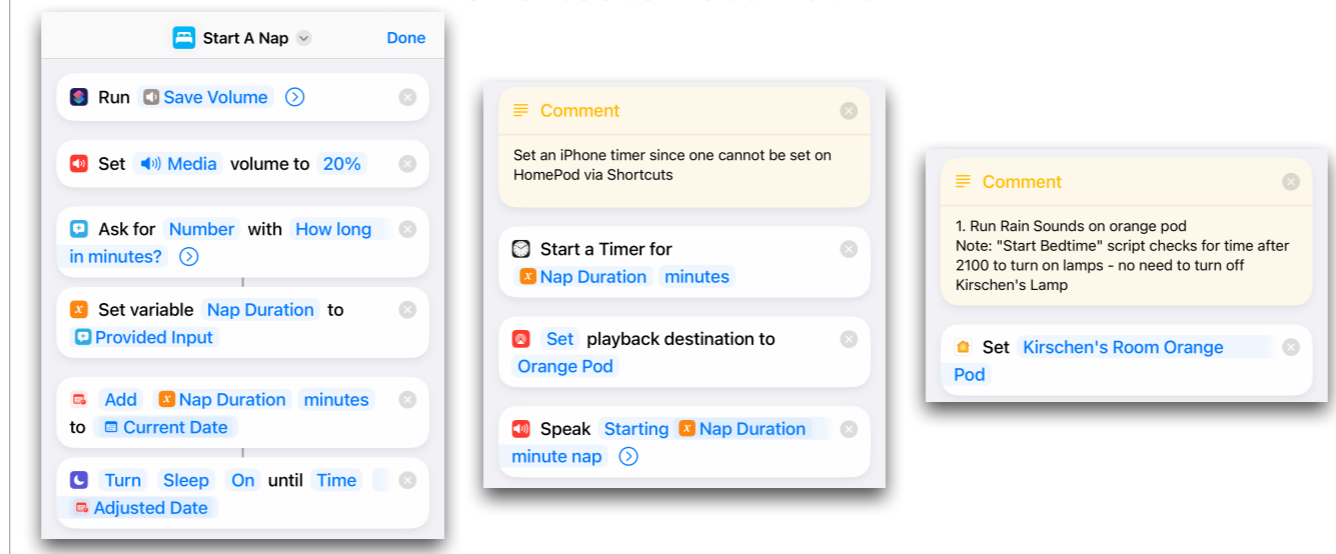 Start A Nap
Done
Run Save Volume
Set Media volume to 20%
Ask for Number with How long
in minutes?
Set variable Nap Duration to
Provided Input
Add Nap Duration minutes
to Current Date
Turn Sleep On until Time
Adjusted Date
Comment
Set an iPhone timer since one cannot be set on
HomePod via Shortcuts
Start a Timer for
Nap Duration minutes
Set playback destination to
Orange Pod
Speak Starting Nap Duration
minute nap
Comment
1. Run Rain Sounds on orange pod
Note: "Start Bedtime" script checks for time after
2100 to turn on lamps - no need to turn off
Kirschen's Lamp
Set Kirschen's Room Orange
Pod